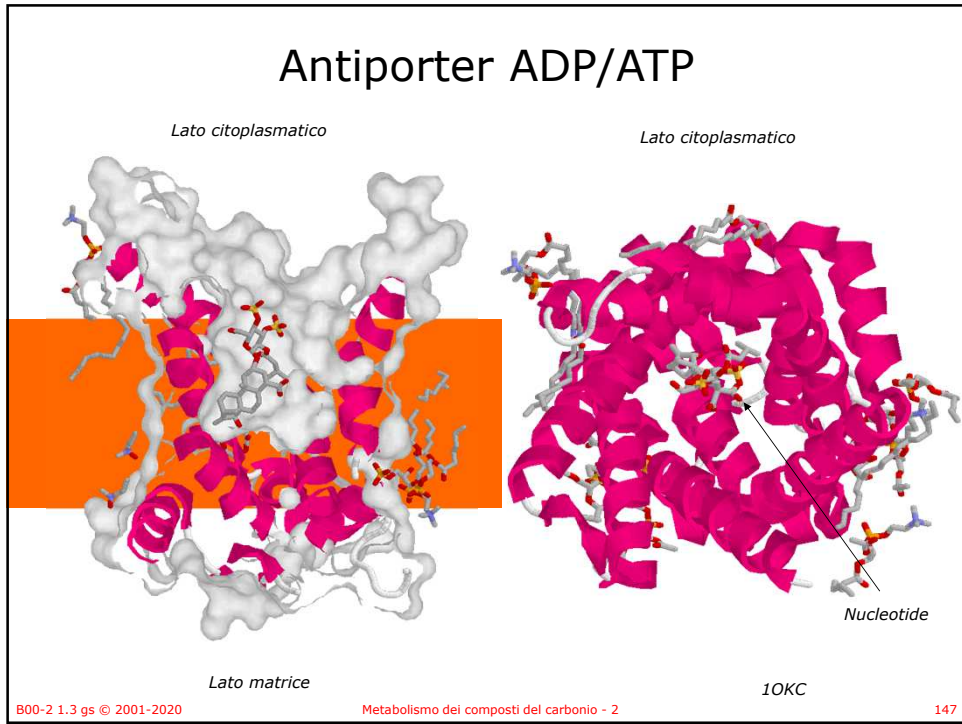 Antiporter ADP/ATP
Lato citoplasmatico
Lato citoplasmatico
Nucleotide
Lato matrice
1OKC
B00-2 1.3 gs © 2001-2020
Metabolismo dei composti del carbonio - 2
147